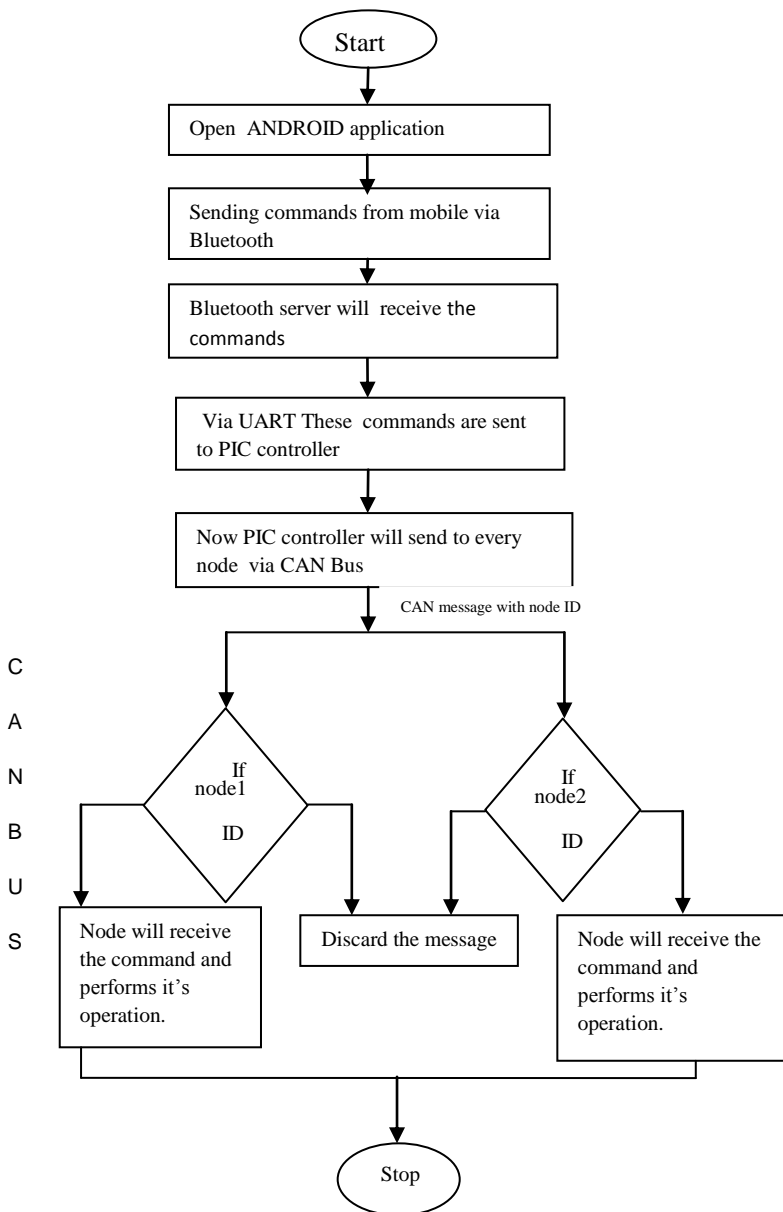 Start
Open ANDROID application
Sending commands from mobile via
Bluetooth
Bluetooth server will receive the
commands
Via UART These commands are sent
to PIC controller
Now PIC controller will send to every
node via CAN Bus
CAN message with node ID
C
A
N
B
U
S
If
node1
ID
If
node2
ID
Node will receive
the command and
performs it's
operation.
Discard the message
Node will receive the
command and
performs it's
operation.
Stop